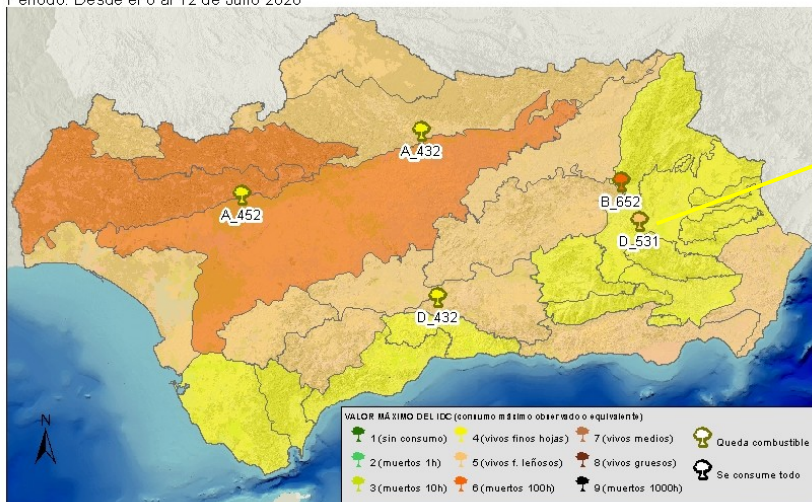 Periodo: Desde el 6 al 12 de Julio 2020
A_432
A_452
B_652
D_531
D_432
N
VALOR MÁXIMO DEL IDC (consumo máximo observado o equivalente)
1 (sin consumo)
4 (vivos finos hojas)
7 (vivos medios)
Queda combustible
2 (muertos 1h)
5 (vivos f. leñosos)
8 (vivos gruesos)
3 (muertos 10h)
6 (muertos 100h)
9 (muertos 1000h)
Se consume todo